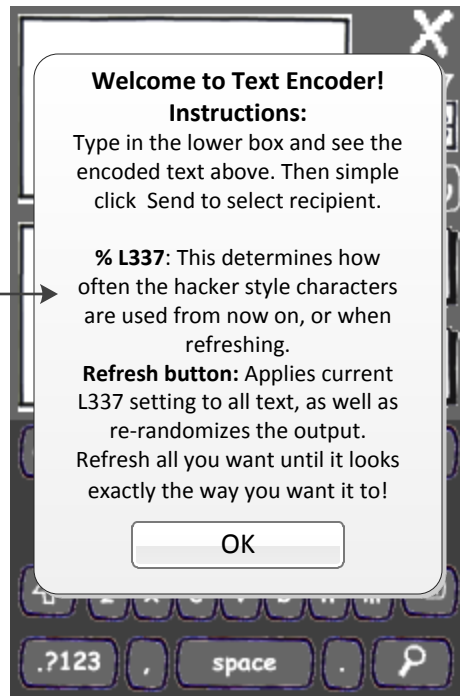 Welcome to Text Encoder!
Instructions:
Type in the lower box and see the
encoded text above. Then simple
click  Send to select recipient.
% L337: This determines how
often the hacker style characters
are used from now on, or when
refreshing.
Refresh button: Applies current
L337 setting to all text, as well as
re-randomizes the output.
Refresh all you want until it looks
exactly the way you want it to!
OK
.?123 , space .